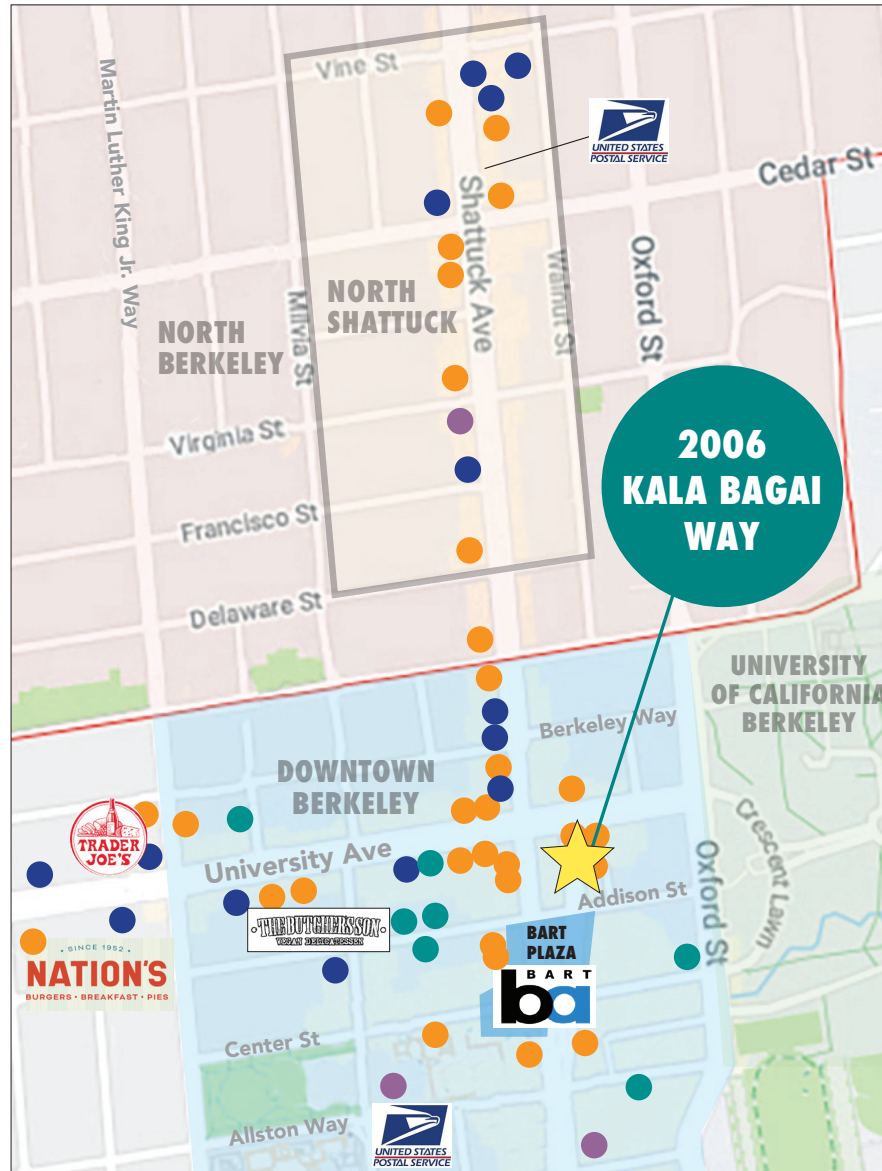 Vine St
Martin Luther King Jr. Way
UNITED STATES
POSTAL SERVICE
Cedar St
Shattuck Ave
Walnut St
Oxford St
Milvia St
NORTH
SHATTUCK
NORTH
BERKELEY
2006
KALA BAGAI
WAY
Virginia St
Francisco St
Delaware St
UNIVERSITY
OF CALIFORNIA
BERKELEY
Berkeley Way
DOWNTOWN
BERKELEY
TRADER
JOE'S
University Ave
Crescent Lawn
Oxford St
Addison St
·THE BUTCHER'S SON·
VEGAN DELICATESSEN
BART
PLAZA
BART
ba
· SINCE 1952 ·
NATION'S
BURGERS • BREAKFAST • PIES
Center St
Allston Way
UNITED STATES
POSTAL SERVICE